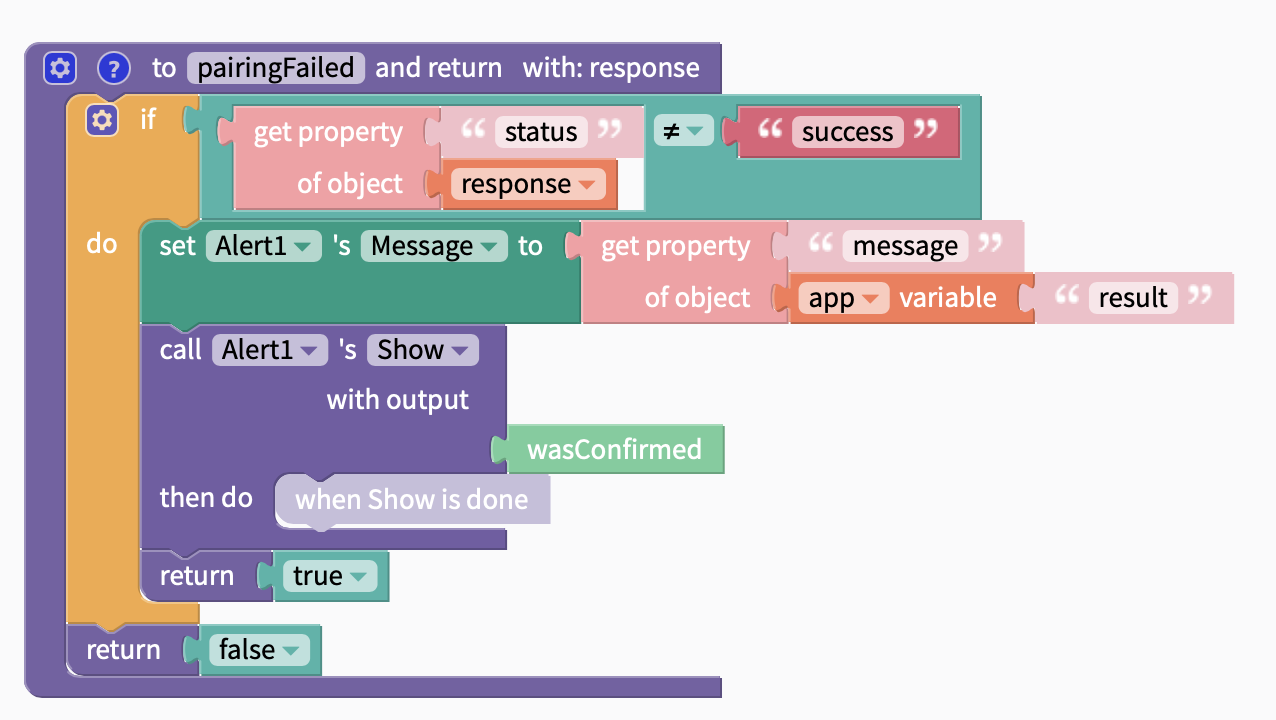 ? to pairingFailed and return with: response
if get property “ status ” ≠ “ success ”
of object response
do set Alert1 's Message to get property “ message ”
of object app variable “ result ”
call Alert1 's Show
with output
wasConfirmed
then do when Show is done
return true
return false